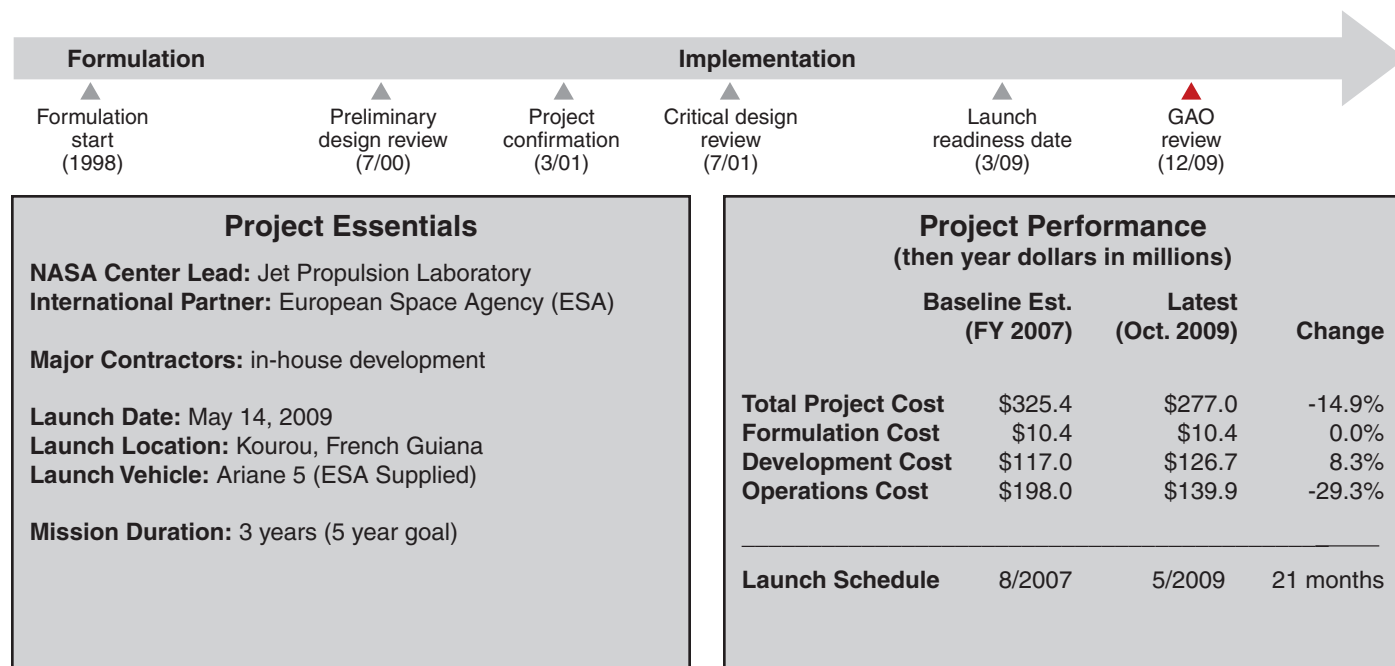 Formulation Implementation
Formulation start (1998)
Preliminary design review (7/00)
Project confirmation (3/01)
Critical design review (7/01)
Launch readiness date (3/09)
GAO review (12/09)
Project Essentials
NASA Center Lead: Jet Propulsion Laboratory
International Partner: European Space Agency (ESA)
Major Contractors: in-house development
Launch Date: May 14, 2009
Launch Location: Kourou, French Guiana
Launch Vehicle: Ariane 5 (ESA Supplied)
Mission Duration: 3 years (5 year goal)
Project Performance
(then year dollars in millions)
Baseline Est. Latest
(FY 2007) (Oct. 2009) Change
Total Project Cost $325.4 $277.0 -14.9%
Formulation Cost $10.4 $10.4 0.0%
Development Cost $117.0 $126.7 8.3%
Operations Cost $198.0 $139.9 -29.3%
Launch Schedule 8/2007 5/2009 21 months